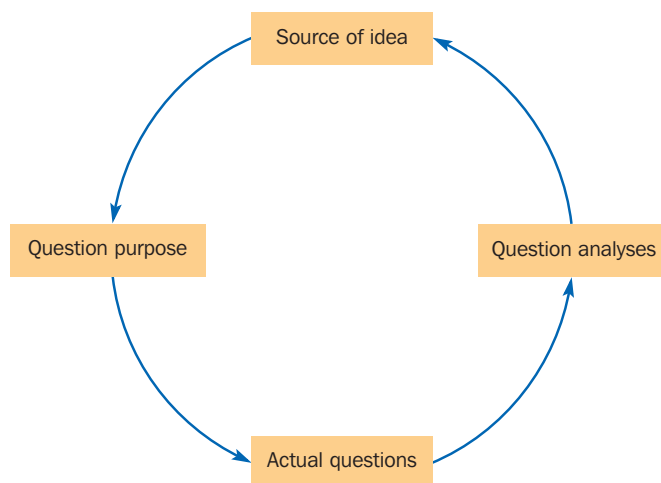 Source of idea
Question purpose
Question analyses
Actual questions